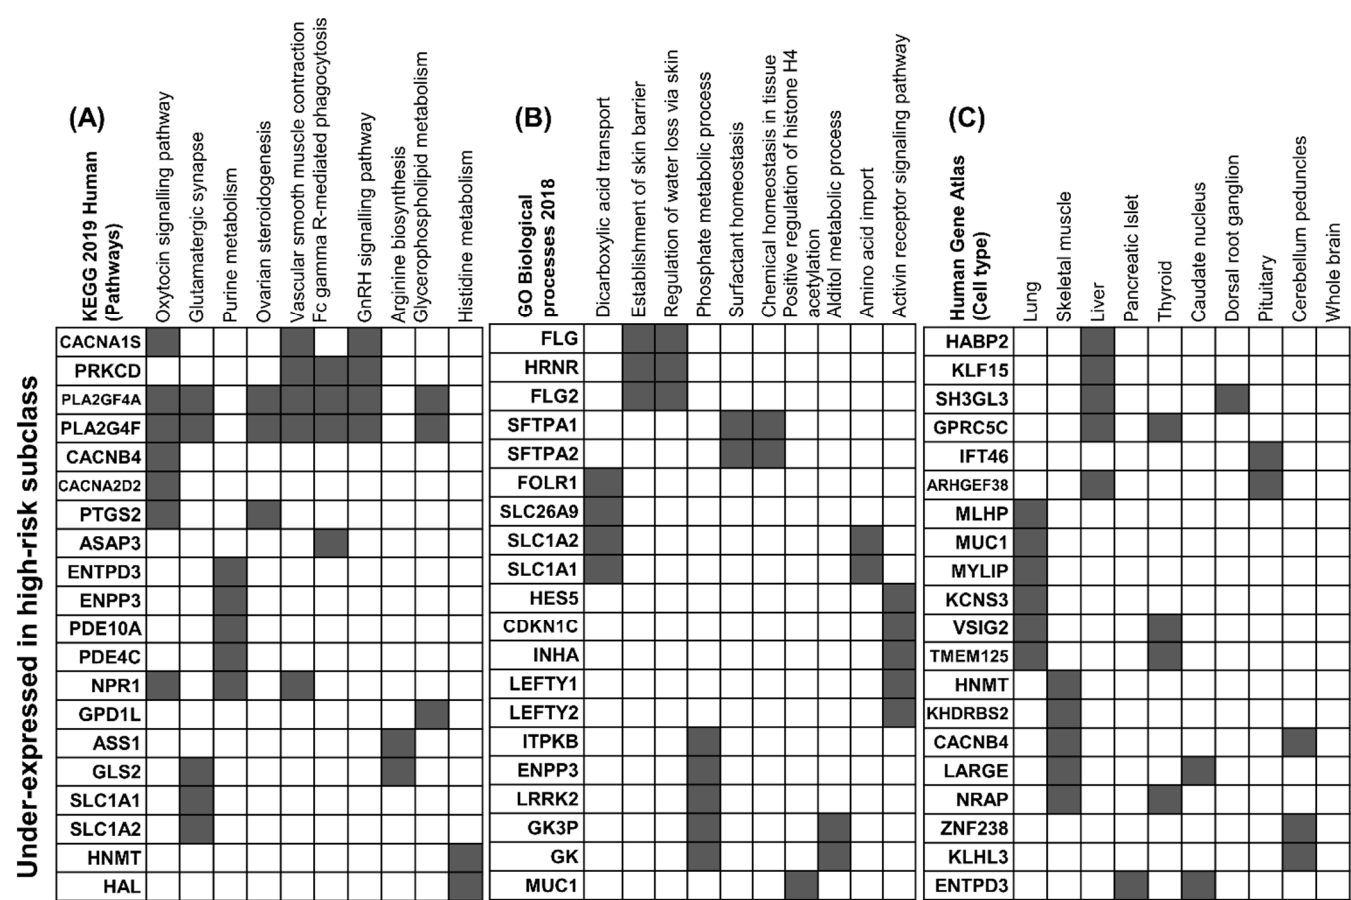 Under-expressed in high-risk subclass
(A)
KEGG 2019 Human
(Pathways)
Oxytocin signalling pathway
Glutamatergic synapse
Purine metabolism
Ovarian steroidogenesis
Vascular smooth muscle contraction
Fc gamma R-mediated phagocytosis
GnRH signalling pathway
Arginine biosynthesis
Glycerophospholipid metabolism
Histidine metabolism
CACNA1S
PRKCD
PLA2GF4A
PLA2G4F
CACNB4
CACNA2D2
PTGS2
ASAP3
ENTPD3
ENPP3
PDE10A
PDE4C
NPR1
GPD1L
ASS1
GLS2
SLC1A1
SLC1A2
HNMT
HAL
(B)
GO Biological
processes 2018
Dicarboxylic acid transport
Establishment of skin barrier
Regulation of water loss via skin
Phosphate metabolic process
Surfactant homeostasis
Chemical homeostasis in tissue
Positive regulation of histone H4
acetylation
Alditol metabolic process
Amino acid import
Activin receptor signaling pathway
FLG
HRNR
FLG2
SFTPA1
SFTPA2
FOLR1
SLC26A9
SLC1A2
SLC1A1
HES5
CDKN1C
INHA
LEFTY1
LEFTY2
ITPKB
ENPP3
LRRK2
GK3P
GK
MUC1
(C)
Human Gene Atlas
(Cell type)
Lung
Skeletal muscle
Liver
Pancreatic Islet
Thyroid
Caudate nucleus
Dorsal root ganglion
Pituitary
Cerebellum peduncles
Whole brain
HABP2
KLF15
SH3GL3
GPRC5C
IFT46
ARHGEF38
MLHP
MUC1
MYLIP
KCNS3
VSIG2
TMEM125
HNMT
KHDRBS2
CACNB4
LARGE
NRAP
ZNF238
KLHL3
ENTPD3